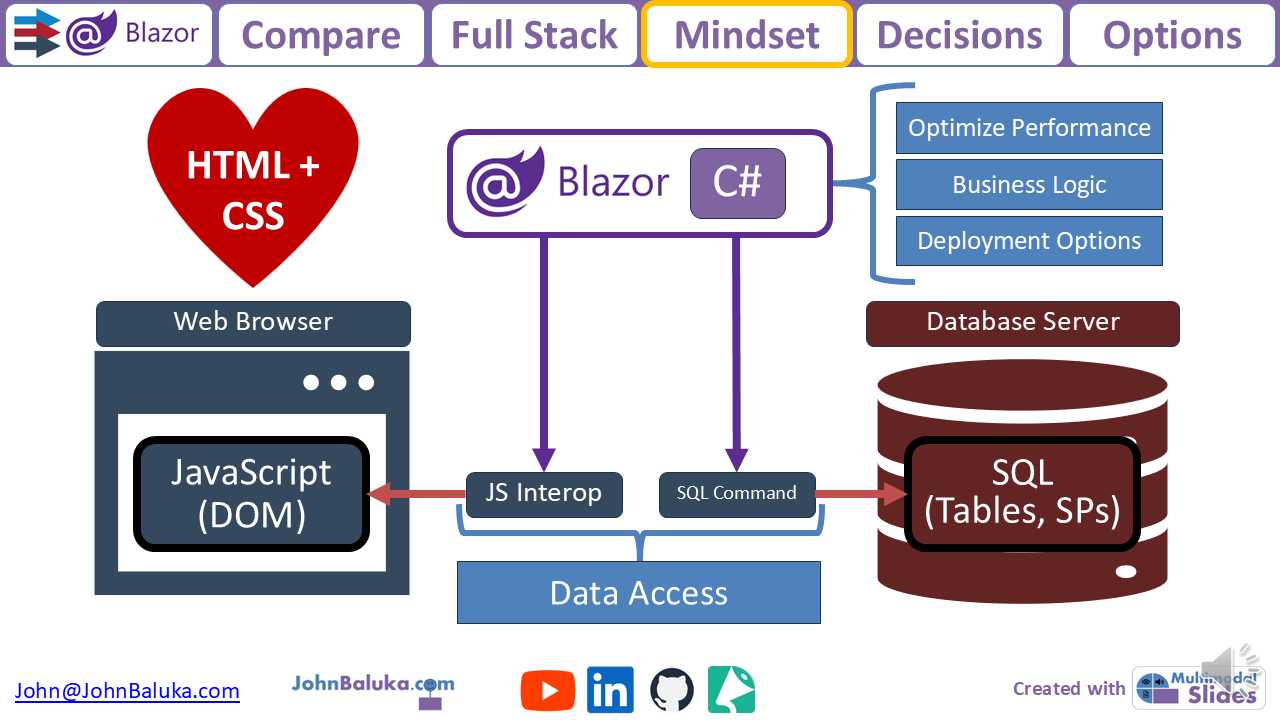 Blazor
Compare
Full Stack
Mindset
Decisions
Options
HTML +
CSS
@ Blazor C#
Optimize Performance
Business Logic
Deployment Options
Web Browser
Database Server
JavaScript
(DOM)
JS Interop
SQL Command
SQL
(Tables, SPs)
Data Access
John@JohnBaluka.com
JohnBaluka.com
in
Created with
Multimodal
Slides